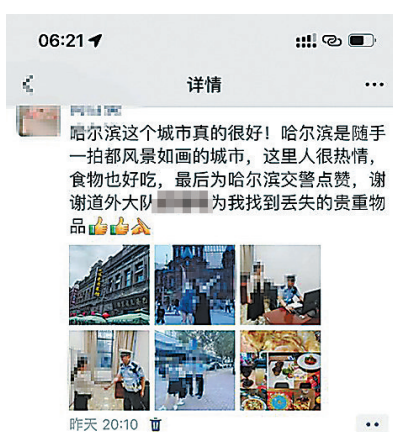 06:21
详情
哈尔滨这个城市真的很好！哈尔滨是随手
一拍都风景如画的城市，这里人很热情，
食物也好吃，最后为哈尔滨交警点赞，谢
谢道外大队为我找到丢失的贵重物
品
昨天 20:10